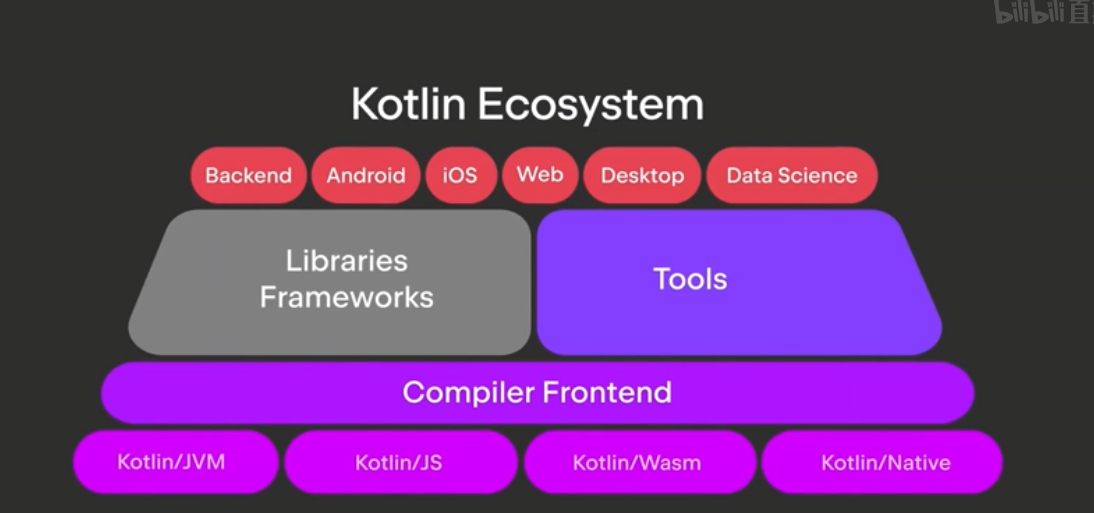 bilibili 直
Kotlin Ecosystem
Backend
Android
iOS
Web
Desktop
Data Science
Libraries
Frameworks
Tools
Compiler Frontend
Kotlin/JVM
Kotlin/JS
Kotlin/Wasm
Kotlin/Native